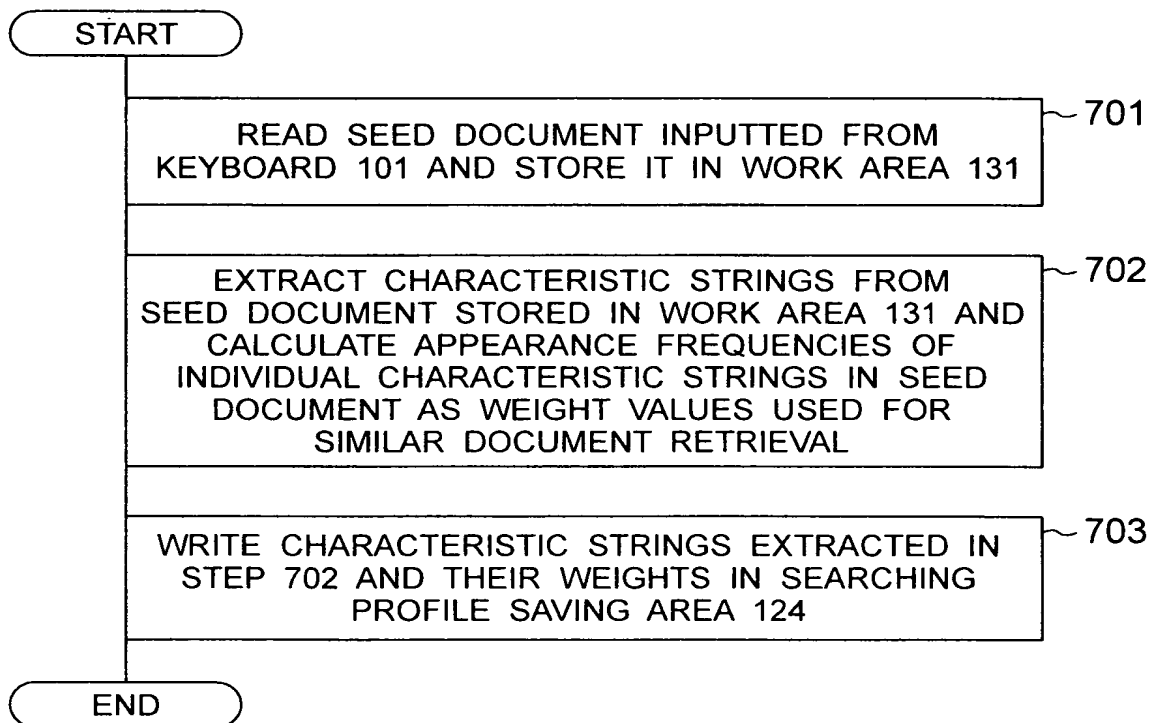 START
701
READ SEED DOCUMENT INPUTTED FROM
KEYBOARD 101 AND STORE IT IN WORK AREA 131
702
EXTRACT CHARACTERISTIC STRINGS FROM
SEED DOCUMENT STORED IN WORK AREA 131 AND
CALCULATE APPEARANCE FREQUENCIES OF
INDIVIDUAL CHARACTERISTIC STRINGS IN SEED
DOCUMENT AS WEIGHT VALUES USED FOR
SIMILAR DOCUMENT RETRIEVAL
703
WRITE CHARACTERISTIC STRINGS EXTRACTED IN
STEP 702 AND THEIR WEIGHTS IN SEARCHING
PROFILE SAVING AREA 124
END